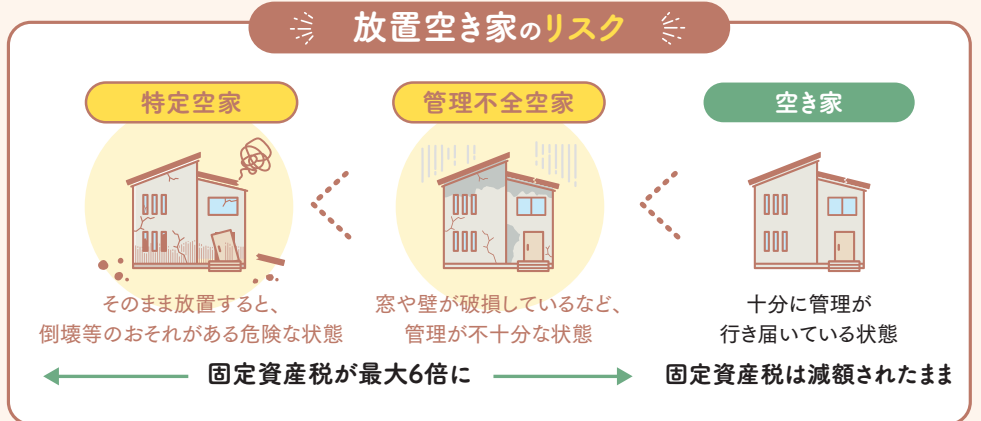 放置空き家のリスク
特定空家
管理不全空家
空き家
そのまま放置すると、
倒壊等のおそれがある危険な状態
窓や壁が破損しているなど、
管理が不十分な状態
十分に管理が
行き届いている状態
固定資産税が最大6倍に
固定資産税は減額されたまま